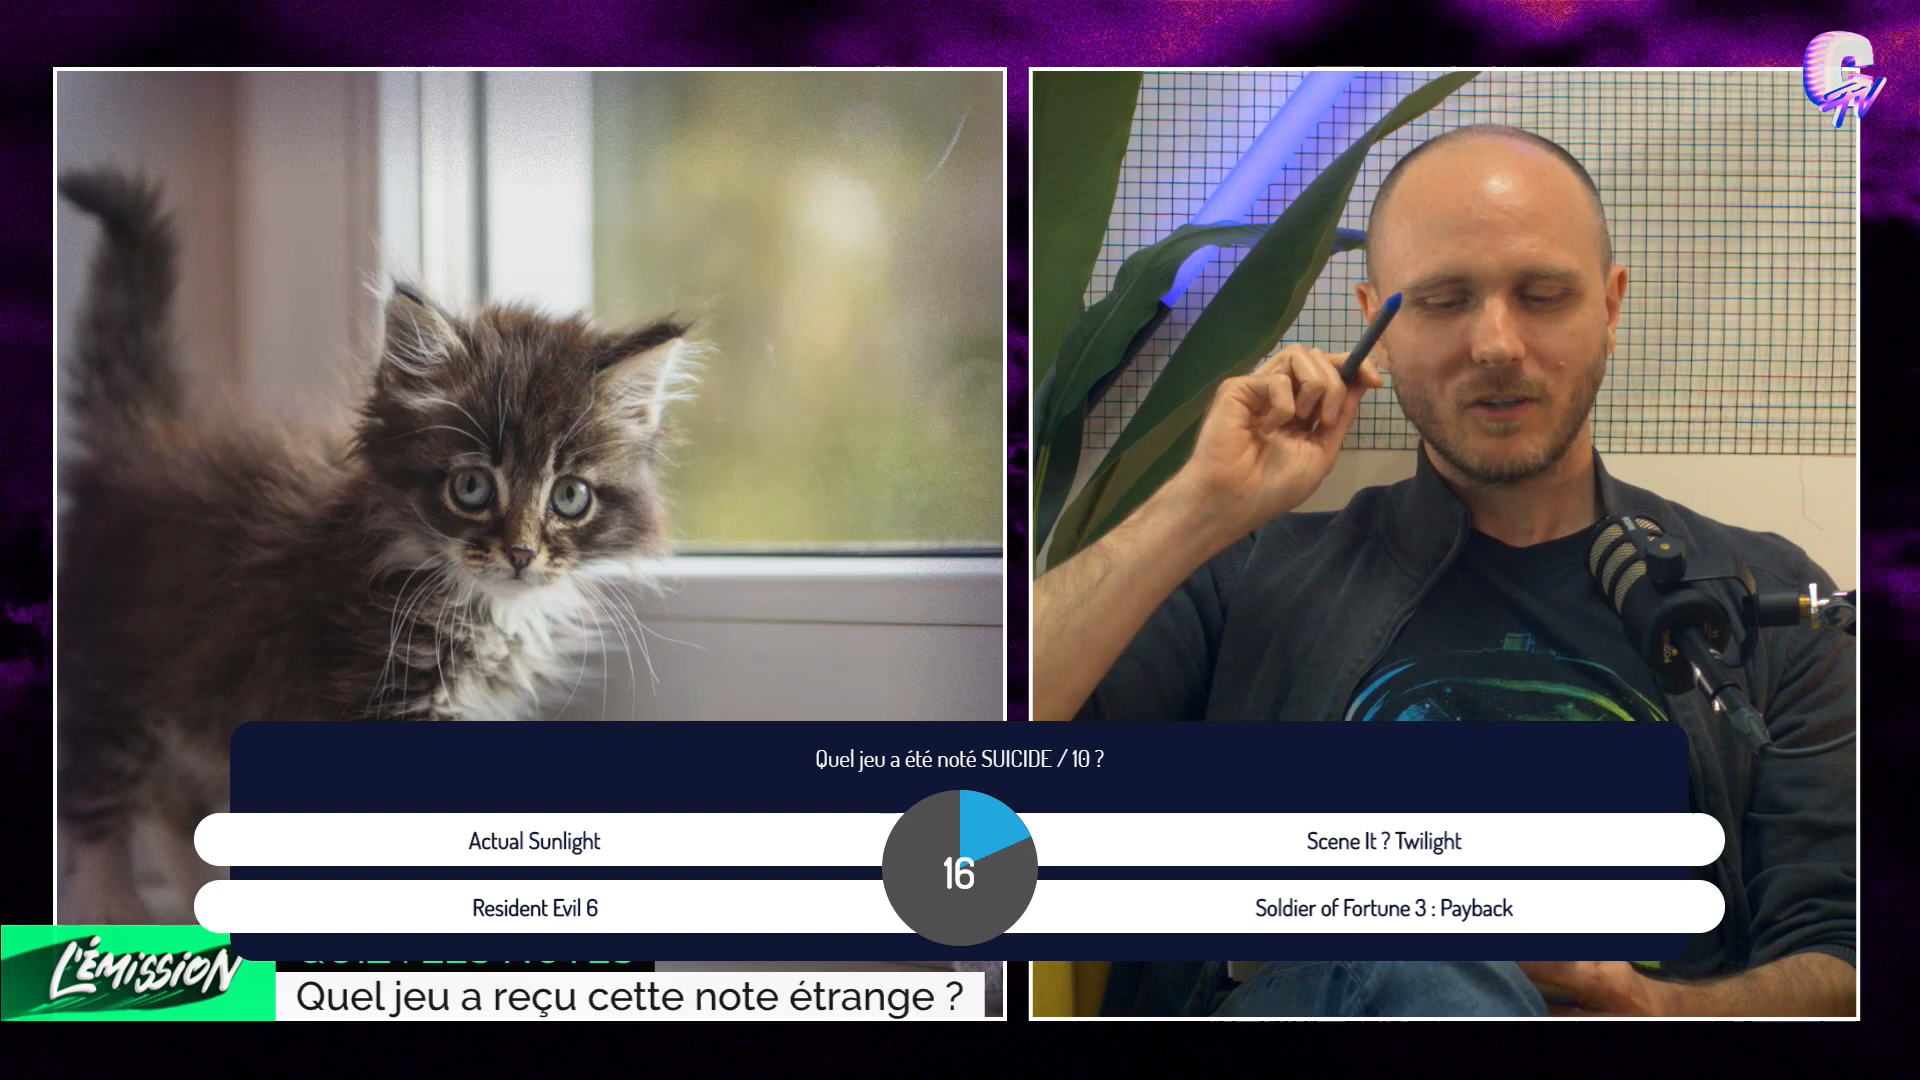 G
TV
Quel jeu a été noté SUICIDE / 10 ?
Actual Sunlight
Scene It ? Twilight
16
Resident Evil 6
Soldier of Fortune 3 : Payback
L'ÉMISSION
Quel jeu a reçu cette note étrange ?